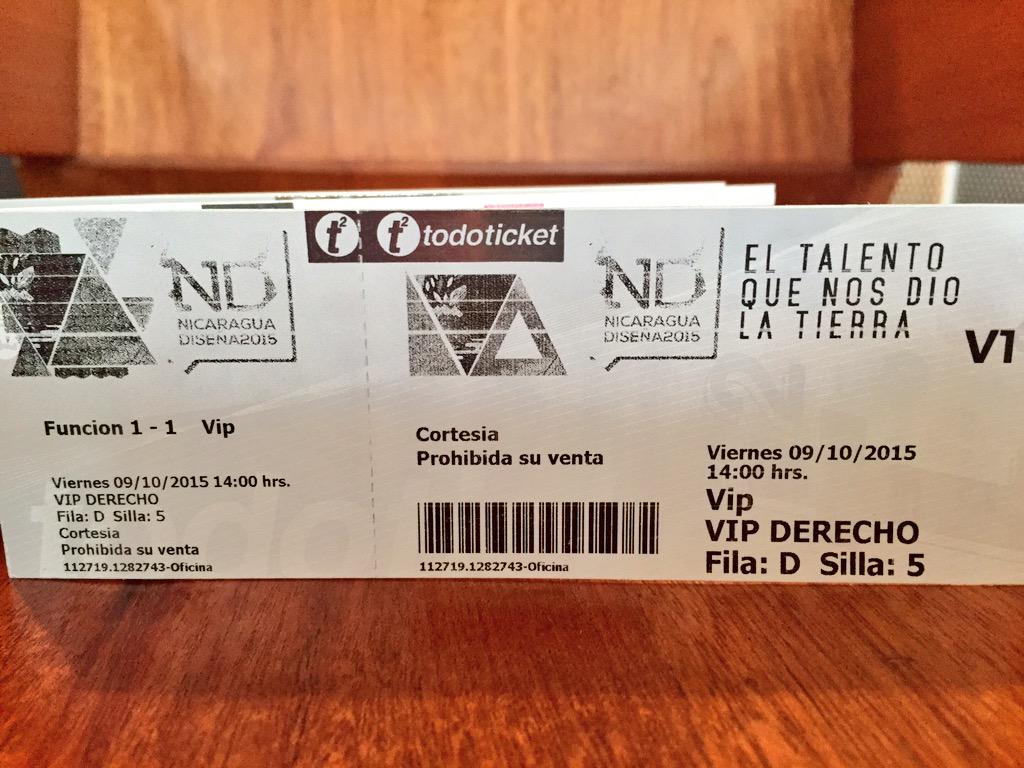 ND
NICARAGUA
DISENA2015
Funcion 1 - 1 Vip
Viernes 09/10/2015 14:00 hrs.
VIP DERECHO
Fila: D Silla: 5
Cortesia
Prohibida su venta
112719.1282743-Oficina
t2 t2 todoticket
ND
NICARAGUA
DISENA2015
EL TALENTO
QUE NOS DIO
LA TIERRA
V1
Cortesia
Prohibida su venta
112719.1282743-Oficina
Viernes 09/10/2015
14:00 hrs.
Vip
VIP DERECHO
Fila: D Silla: 5